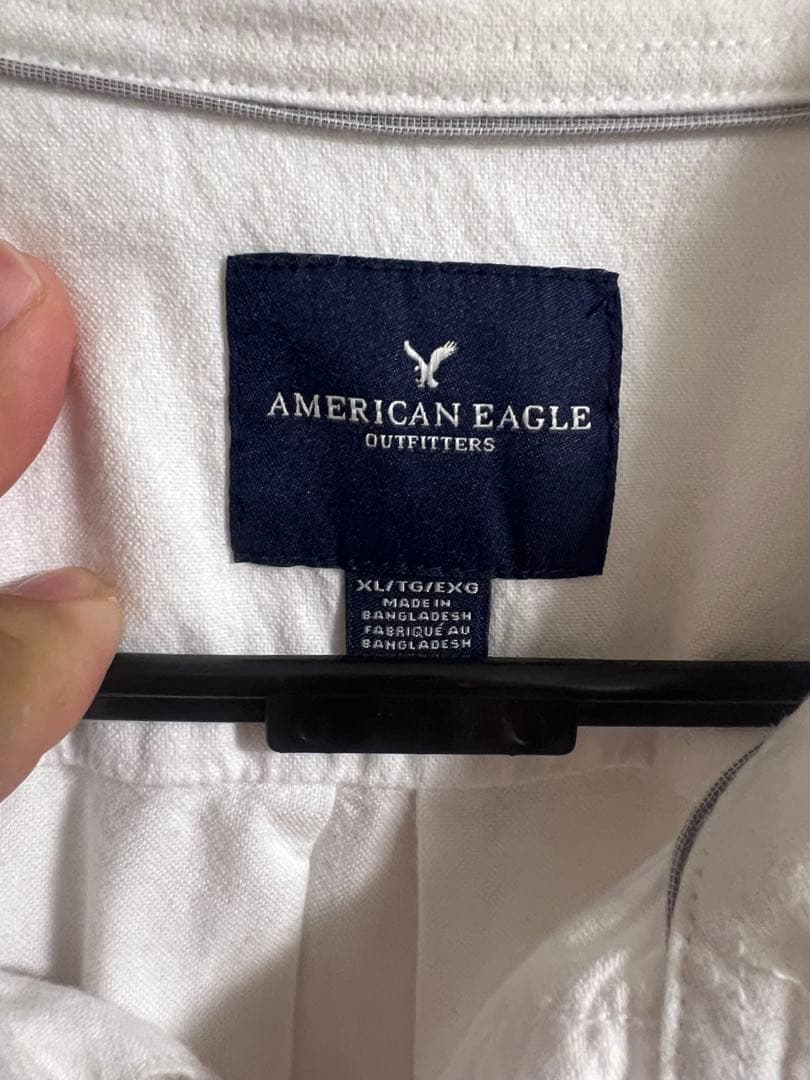 AMERICAN EAGLE
OUTFITTERS
XL/TG/EXG
MADE IN
BANGLADESH
FABRIQUÉ AU
BANGLADESH